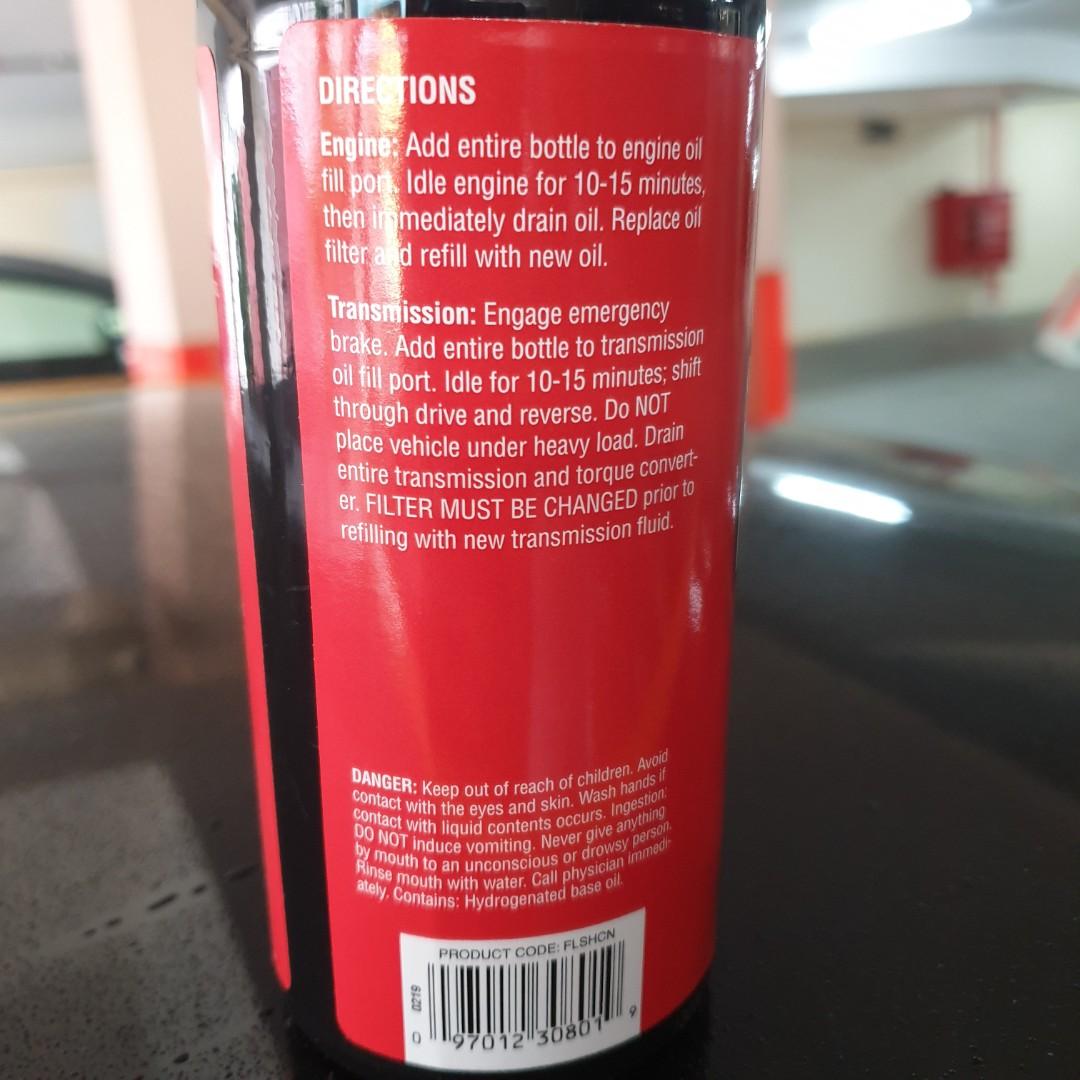 DIRECTIONS
Engine: Add entire bottle to engine oil
fill port. Idle engine for 10-15 minutes,
then immediately drain oil. Replace oil
filter and refill with new oil.
Transmission: Engage emergency
brake. Add entire bottle to transmission
oil fill port. Idle for 10-15 minutes; shift
through drive and reverse. Do NOT
place vehicle under heavy load. Drain
entire transmission and torque convert-
er. FILTER MUST BE CHANGED prior to
refilling with new transmission fluid.
DANGER: Keep out of reach of children. Avoid
contact with the eyes and skin. Wash hands if
contact with liquid contents occurs. Ingestion:
DO NOT induce vomiting. Never give anything
by mouth to an unconscious or drowsy person.
Rinse mouth with water. Call physician immedi-
ately. Contains: Hydrogenated base oil.
PRODUCT CODE: FLSHCN
0219
0 97012 30801 9